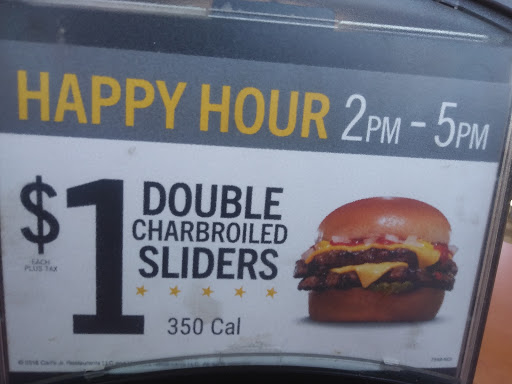 HAPPY HOUR 2PM - 5PM
$1
EACH
PLUS TAX
DOUBLE
CHARBROILED
SLIDERS
350 Cal